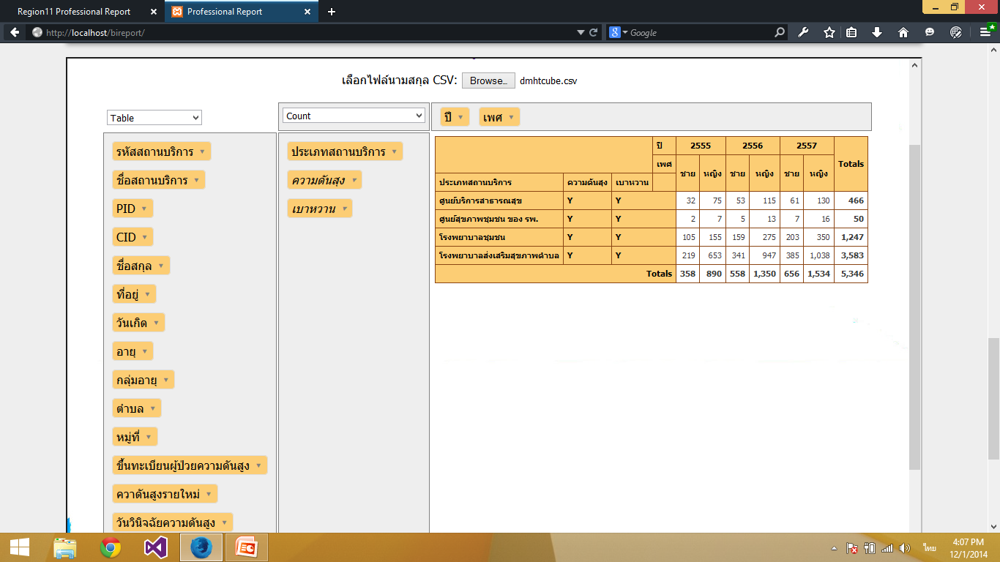 Region11 Professional Report
Professional Report
http://localhost/bireport/
Google
เลือกไฟล์นามสกุล CSV: Browse... dmhtcube.csv
Table
Count
ปี เพศ
รหัสสถานบริการ
ชื่อสถานบริการ
PID
CID
ชื่อสกุล
ที่อยู่
วันเกิด
อายุ
กลุ่มอายุ
ตำบล
หมู่ที่
ขึ้นทะเบียนผู้ป่วยความดันสูง
ควาดันสูงรายใหม่
วันวินิจฉัยความดันสูง
ประเภทสถานบริการ
ความดันสุง
เบาหวาน
ปี 2555 2556 2557 Totals
เพศ ชาย หญิง ชาย หญิง ชาย หญิง
ประเภทสถานบริการ ความดันสุง เบาหวาน
ศูนย์บริการสาธารณสุข Y Y 32 75 53 115 61 130 466
ศูนย์สุขภาพชุมชน ของ รพ. Y Y 2 7 5 13 7 16 50
โรงพยาบาลชุมชน Y Y 105 155 159 275 203 350 1,247
โรงพยาบาลส่งเสริมสุขภาพตำบล Y Y 219 653 341 947 385 1,038 3,583
Totals 358 890 558 1,350 656 1,534 5,346
ไทย
4:07 PM
12/1/2014